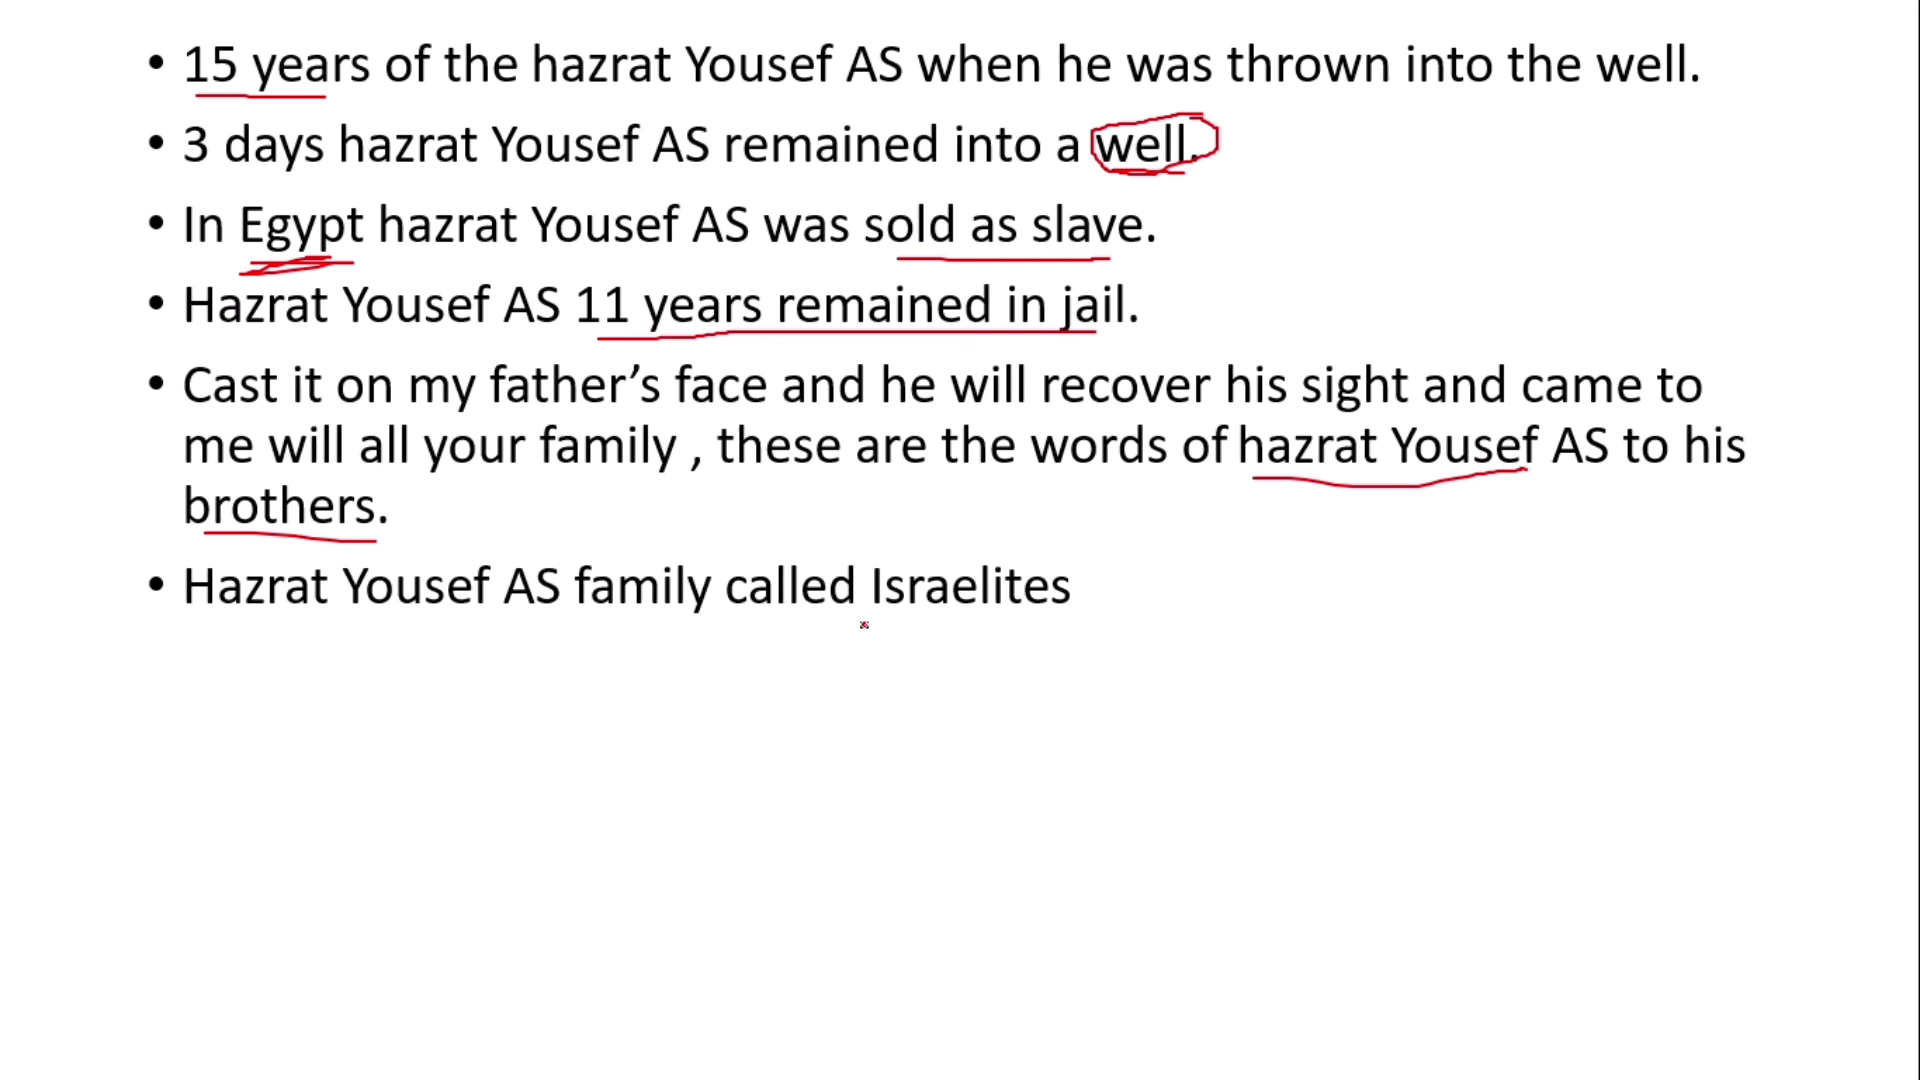 • 15 years of the hazrat Yousef AS when he was thrown into the well.
• 3 days hazrat Yousef AS remained into a well.
• In Egypt hazrat Yousef AS was sold as slave.
• Hazrat Yousef AS 11 years remained in jail.
• Cast it on my father’s face and he will recover his sight and came to
me will all your family , these are the words of hazrat Yousef AS to his
brothers.
• Hazrat Yousef AS family called Israelites